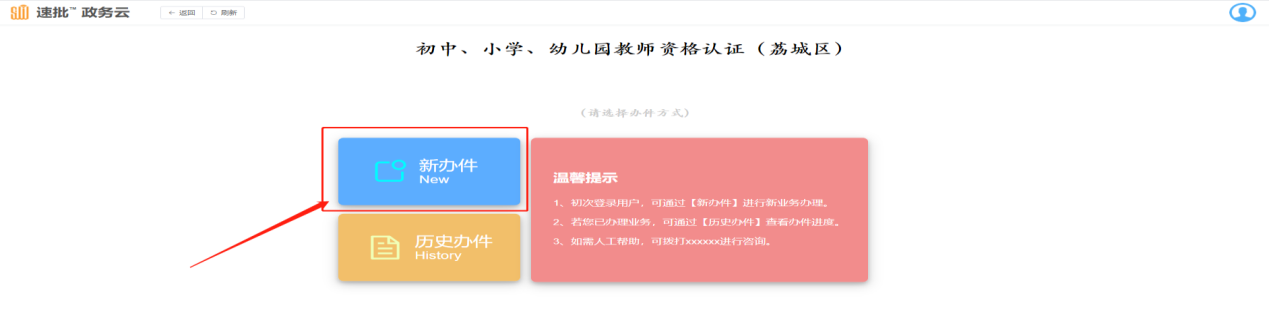 速批™ 政务云
← 返回
刷新
初中、小学、幼儿园教师资格认证（荔城区）
（请选择办件方式）
新办件
New
历史办件
History
温馨提示
1、初次登录用户，可通过【新办件】进行新业务办理。
2、若您已办理业务，可通过【历史办件】查看办件进度。
3、如需人工帮助，可拨打xxxxxx进行咨询。